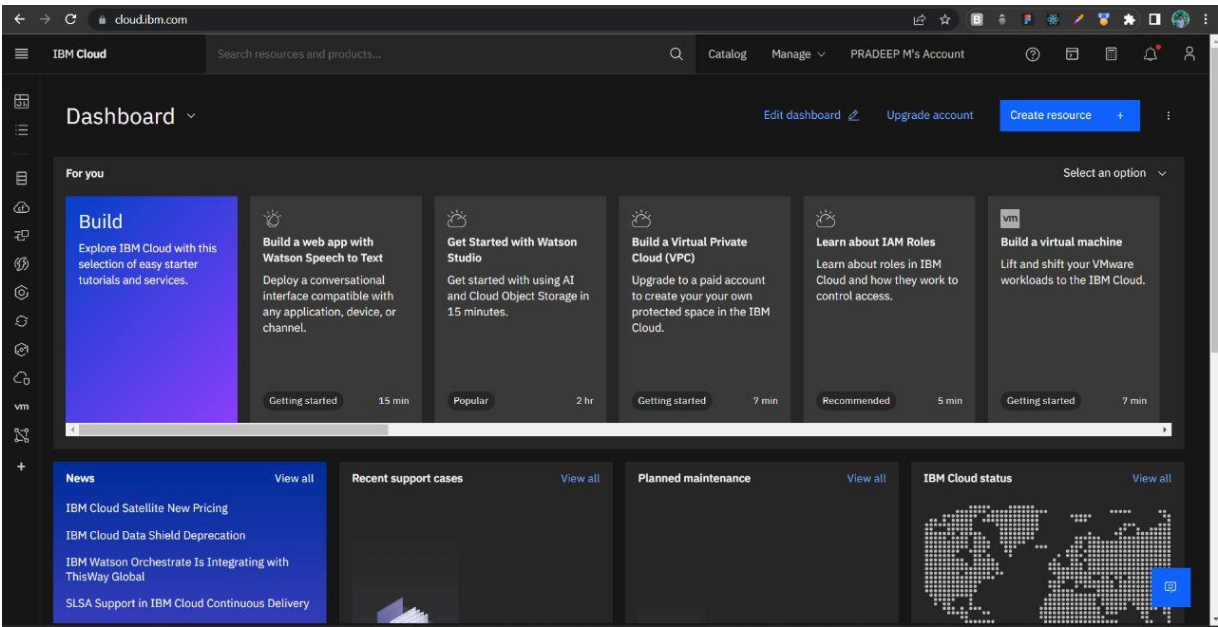 cloud.ibm.com
IBM Cloud
Search resources and products...
Catalog
Manage
PRADEEP M's Account
Dashboard
Edit dashboard
Upgrade account
Create resource +
For you
Select an option
Build
Explore IBM Cloud with this
selection of easy starter
tutorials and services.
Build a web app with
Watson Speech to Text
Deploy a conversational
interface compatible with
any application, device, or
channel.
Getting started 15 min
Get Started with Watson
Studio
Get started with using AI
and Cloud Object Storage in
15 minutes.
Popular 2 hr
Build a Virtual Private
Cloud (VPC)
Upgrade to a paid account
to create your your own
protected space in the IBM
Cloud.
Getting started 7 min
Learn about IAM Roles
Learn about roles in IBM
Cloud and how they work to
control access.
Recommended 5 min
vm
Build a virtual machine
Lift and shift your VMware
workloads to the IBM Cloud.
Getting started 7 min
vm
News View all
IBM Cloud Satellite New Pricing
IBM Cloud Data Shield Deprecation
IBM Watson Orchestrate Is Integrating with
ThisWay Global
SLSA Support in IBM Cloud Continuous Delivery
Recent support cases View all
Planned maintenance View all
IBM Cloud status View all